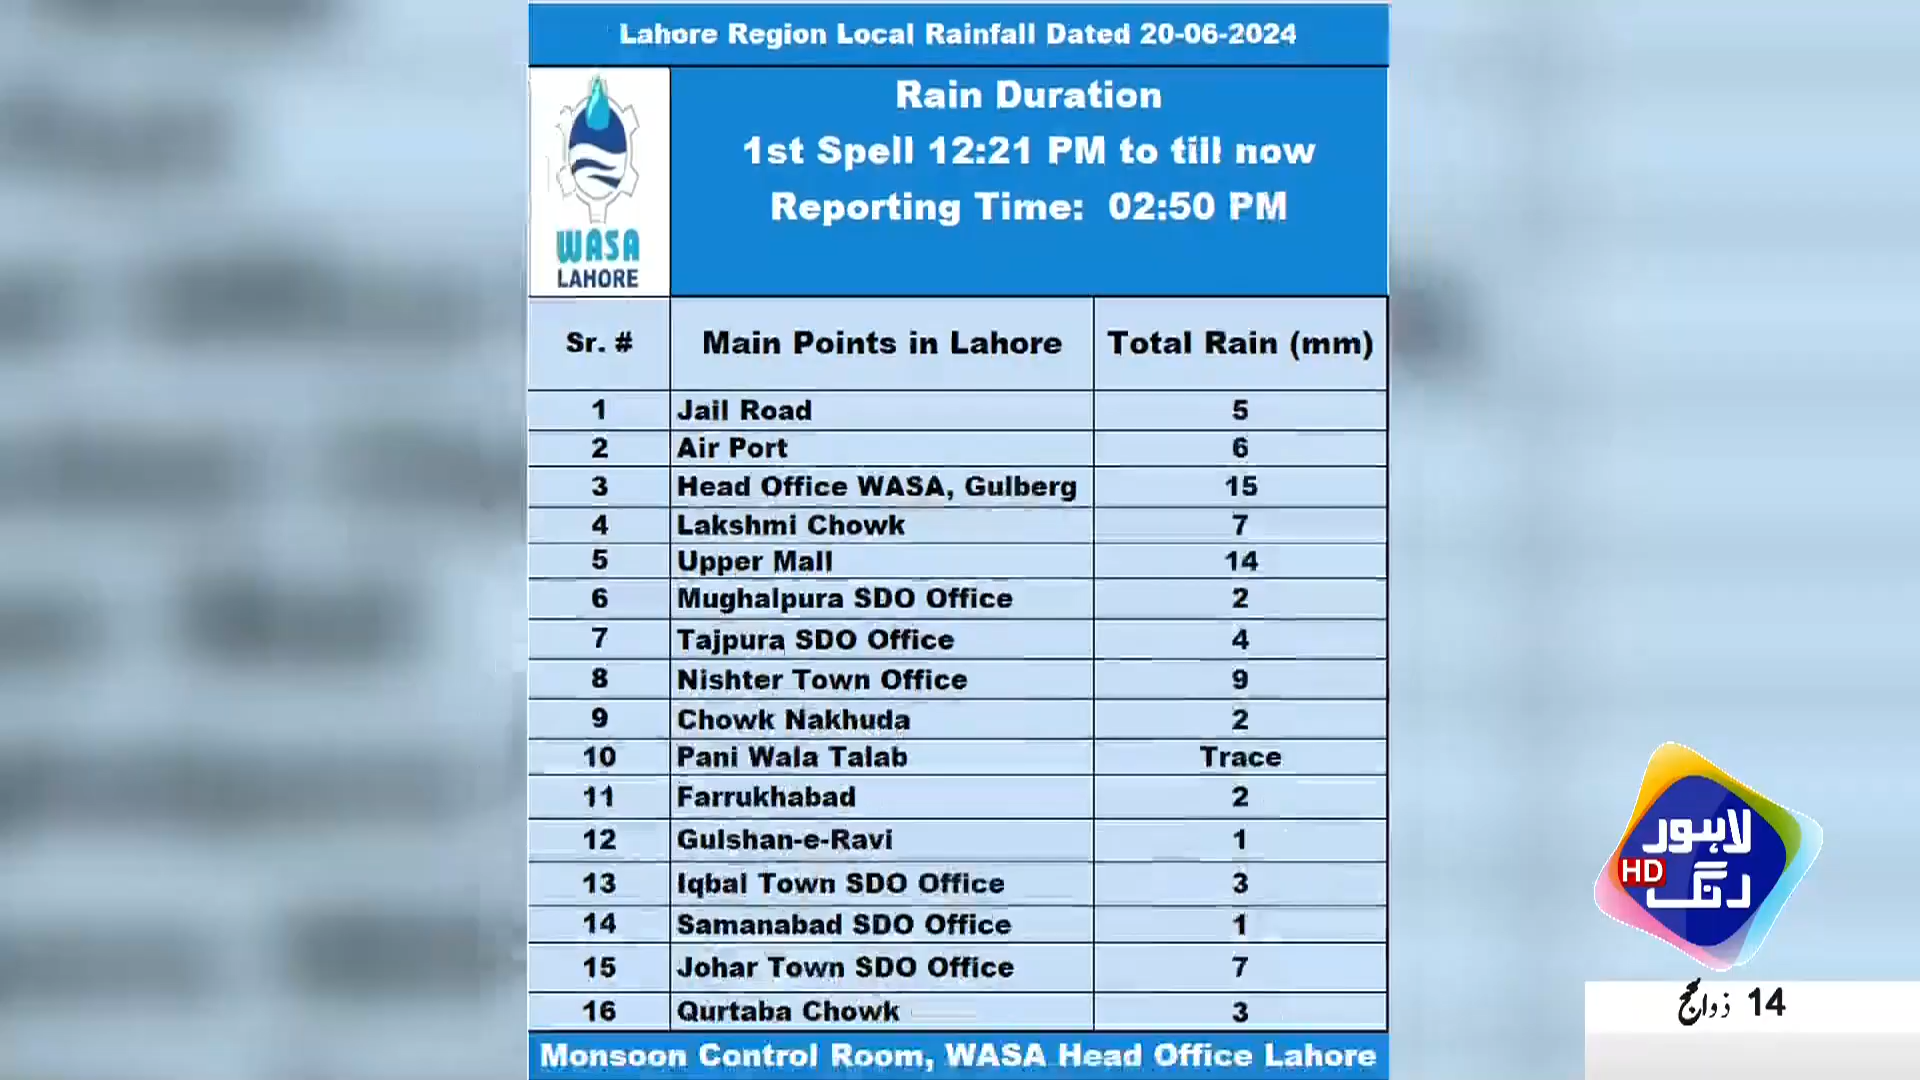 Lahore Region Local Rainfall Dated 20-06-2024
Rain Duration
1st Spell 12:21 PM to till now
Reporting Time: 02:50 PM
WASA
LAHORE
Sr. # Main Points in Lahore Total Rain (mm)
1 Jail Road 5
2 Air Port 6
3 Head Office WASA, Gulberg 15
4 Lakshmi Chowk 7
5 Upper Mall 14
6 Mughalpura SDO Office 2
7 Tajpura SDO Office 4
8 Nishter Town Office 9
9 Chowk Nakhuda 2
10 Pani Wala Talab Trace
11 Farrukhabad 2
12 Gulshan-e-Ravi 1
13 Iqbal Town SDO Office 3
14 Samanabad SDO Office 1
15 Johar Town SDO Office 7
16 Qurtaba Chowk 3
Monsoon Control Room, WASA Head Office Lahore
لاہور
رنگ HD
14 ذوالحج